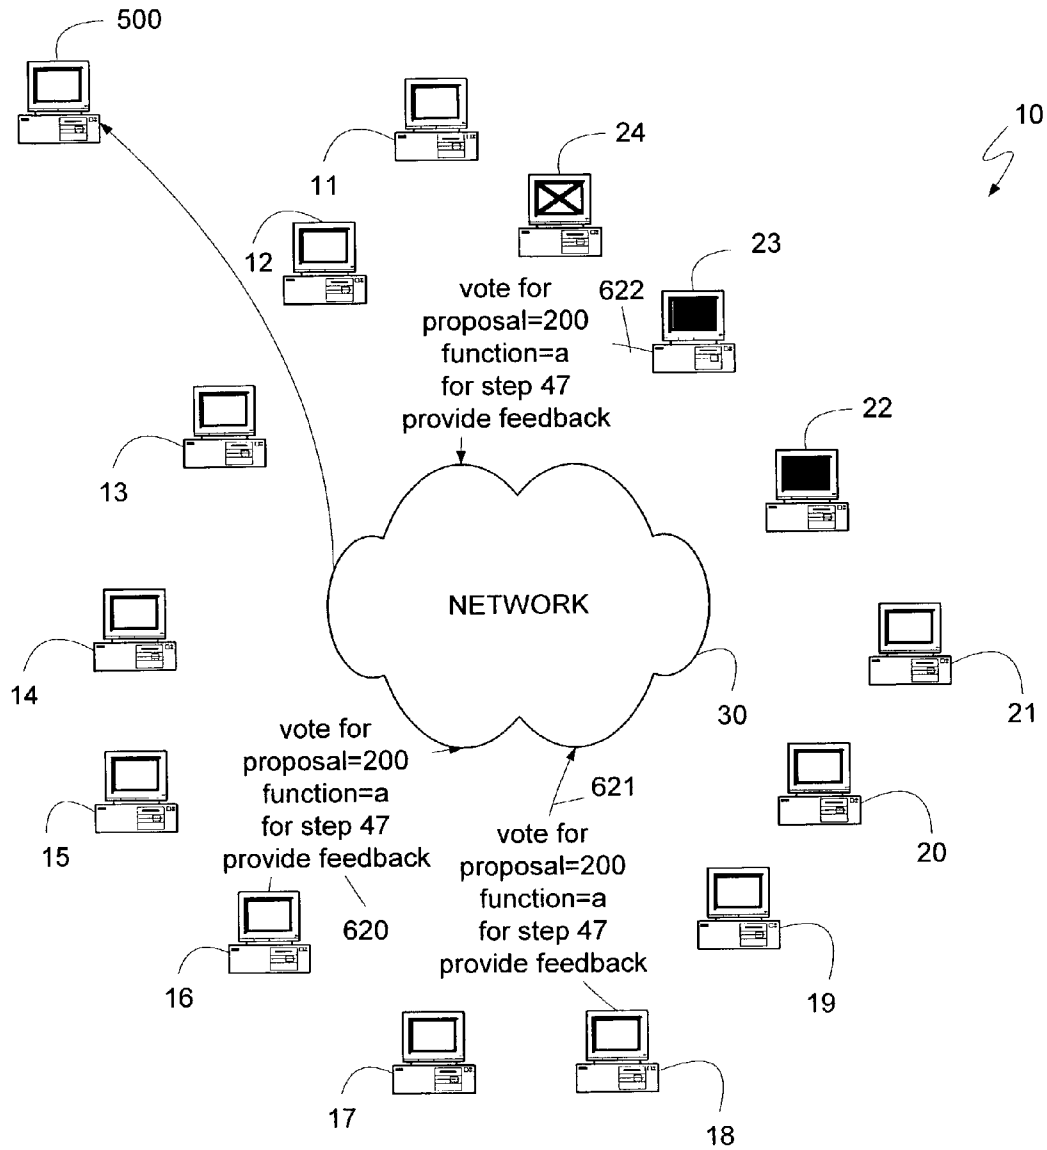 500
10
11
24
12
23
vote for
proposal=200
function=a
for step 47
provide feedback
622
22
13
NETWORK
14
30
21
vote for
proposal=200
function=a
for step 47
provide feedback
620
621
vote for
proposal=200
function=a
for step 47
provide feedback
15
20
16
19
17
18